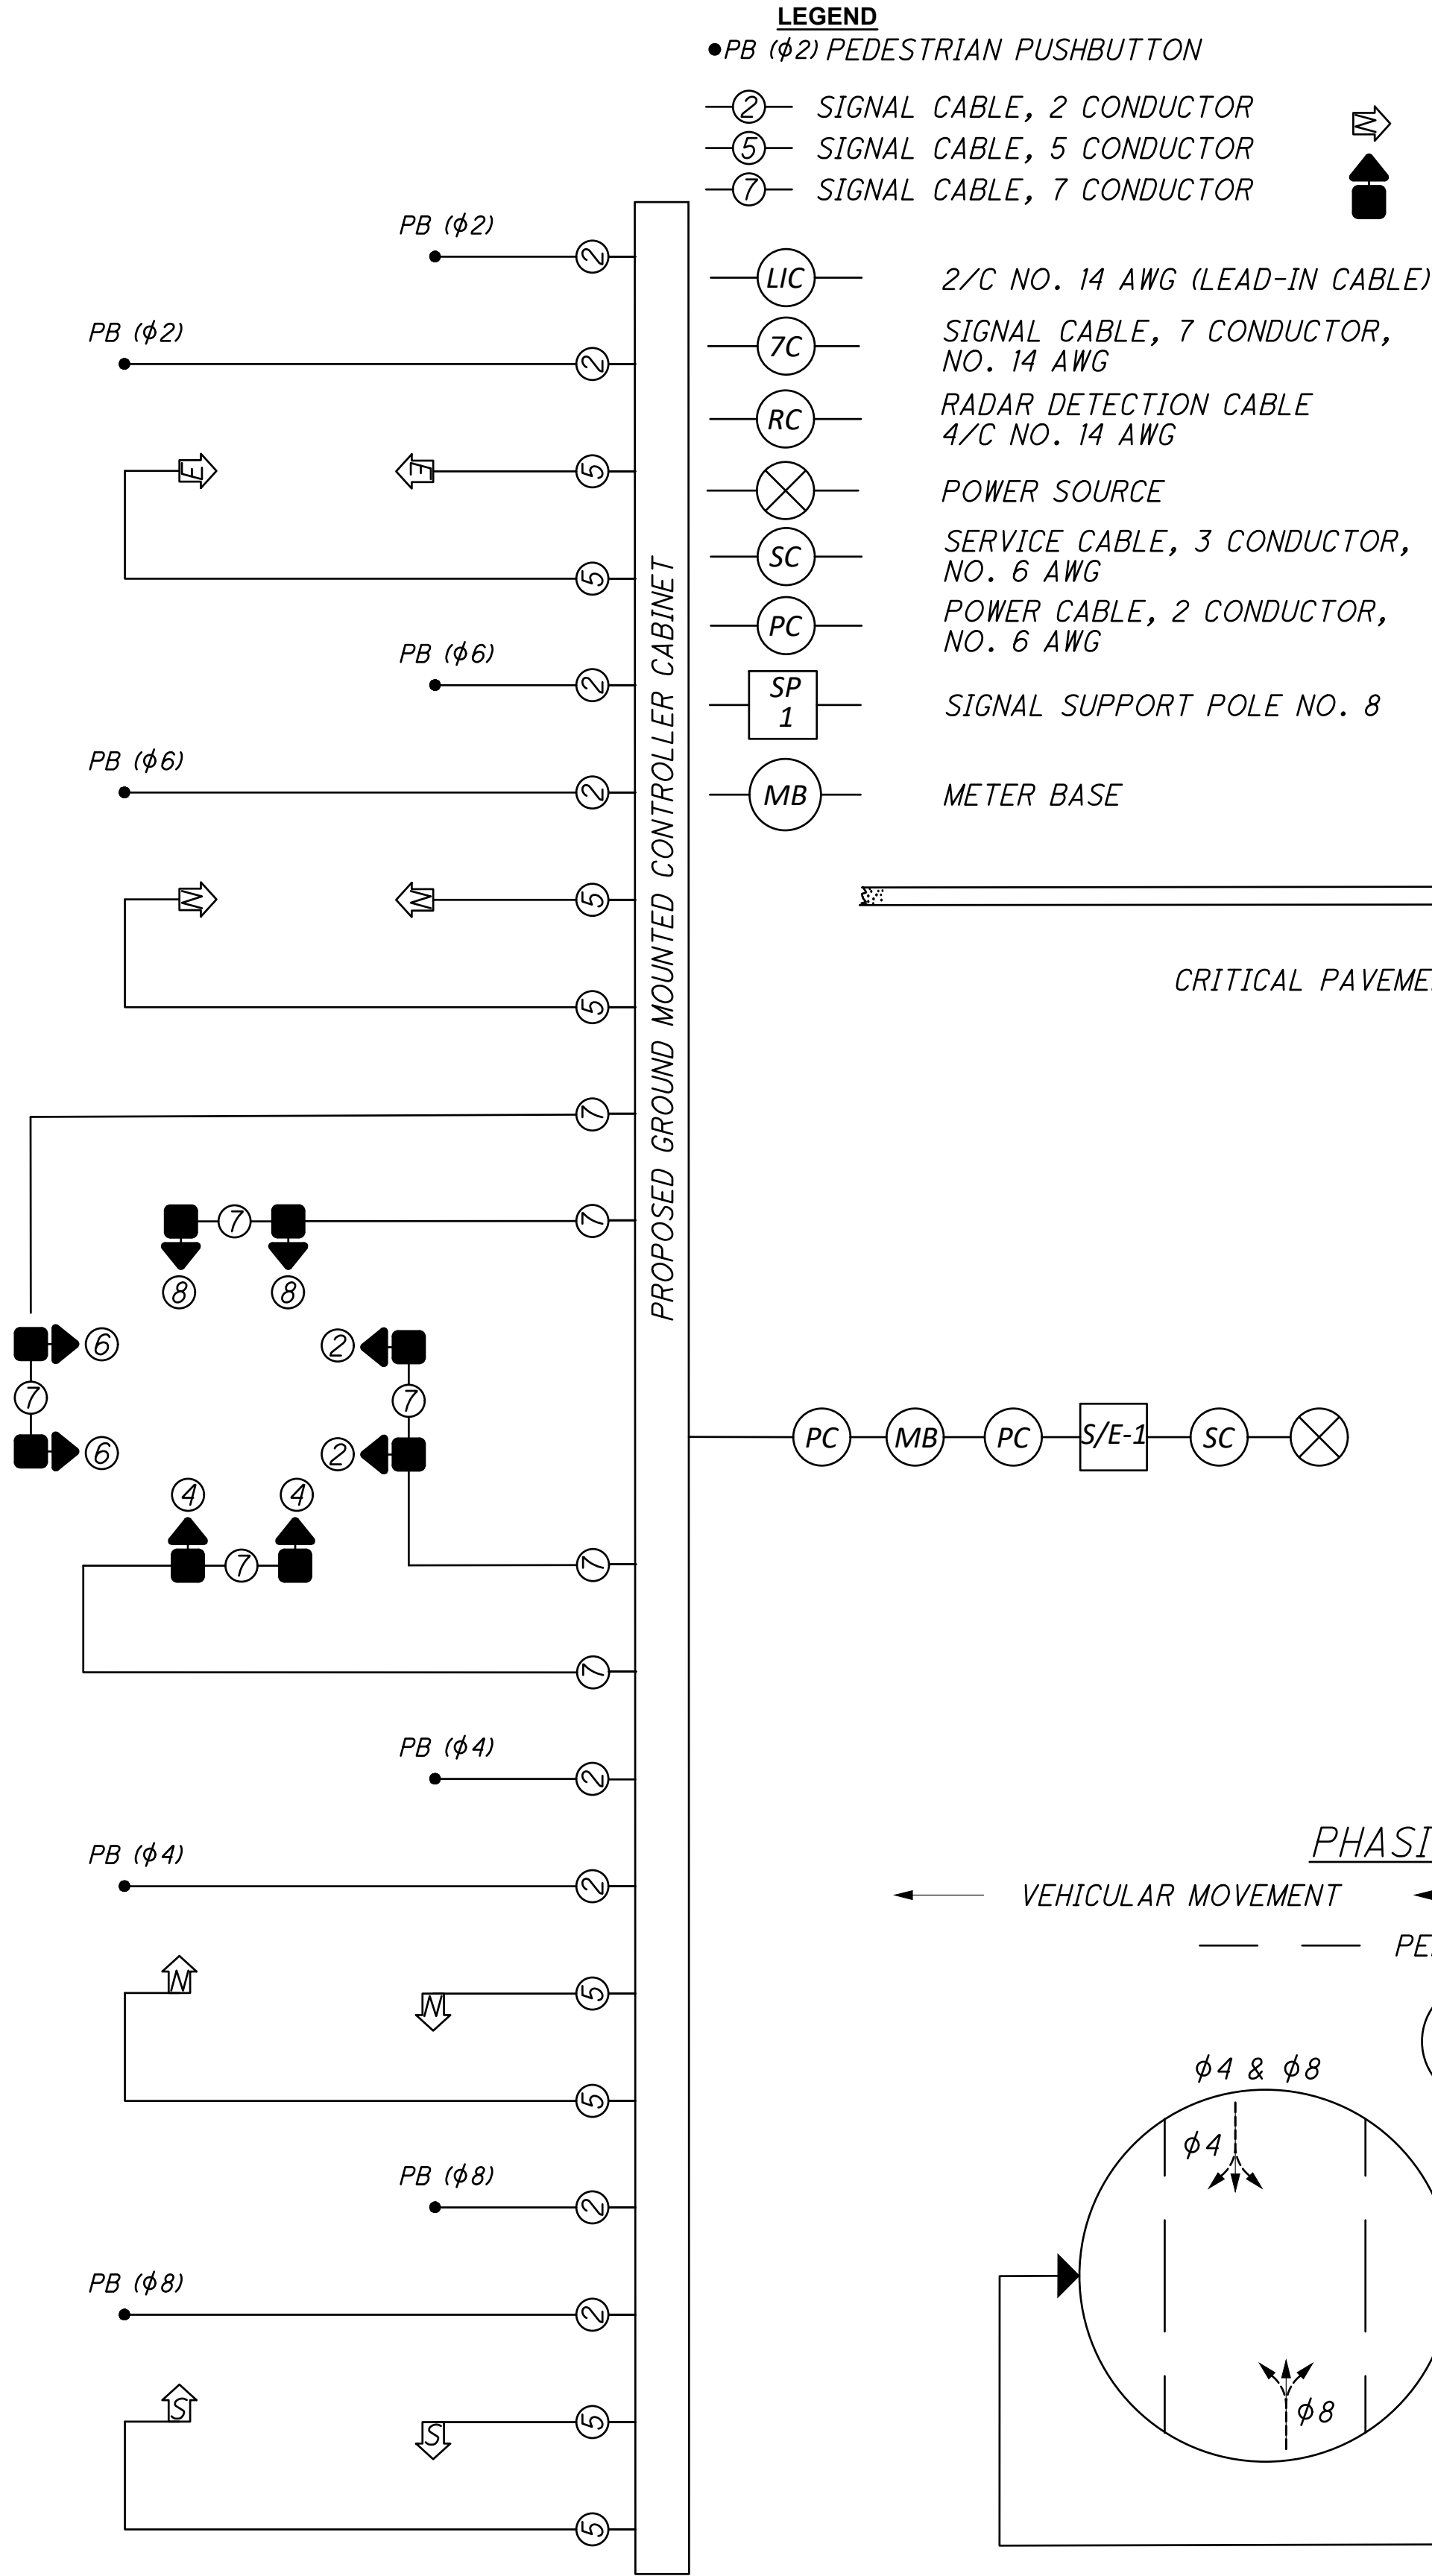 LEGEND
PB (ϕ2) PEDESTRIAN PUSHBUTTON
2 SIGNAL CABLE, 2 CONDUCTOR
5 SIGNAL CABLE, 5 CONDUCTOR
7 SIGNAL CABLE, 7 CONDUCTOR
LIC 2/C NO. 14 AWG (LEAD-IN CABLE)
7C SIGNAL CABLE, 7 CONDUCTOR,
NO. 14 AWG
RC RADAR DETECTION CABLE
4/C NO. 14 AWG
POWER SOURCE
SC SERVICE CABLE, 3 CONDUCTOR,
NO. 6 AWG
PC POWER CABLE, 2 CONDUCTOR,
NO. 6 AWG
SP
1
SIGNAL SUPPORT POLE NO. 8
MB METER BASE
CRITICAL PAVEME
PB (ϕ2)
2
PB (ϕ2)
2
E E 5
5
PB (ϕ6)
2
PB (ϕ6)
2
W W 5
5
7
7 7
8 8
6 2
7 7
6 2
4 4
7 7
7
PB (ϕ4)
2
PB (ϕ4)
2
N N 5
5
PB (ϕ8)
2
PB (ϕ8)
2
S S 5
5
PROPOSED GROUND MOUNTED CONTROLLER CABINET
PC MB PC S/E-1 SC
PHASI
VEHICULAR MOVEMENT
PE
ϕ4 & ϕ8
ϕ4
ϕ8